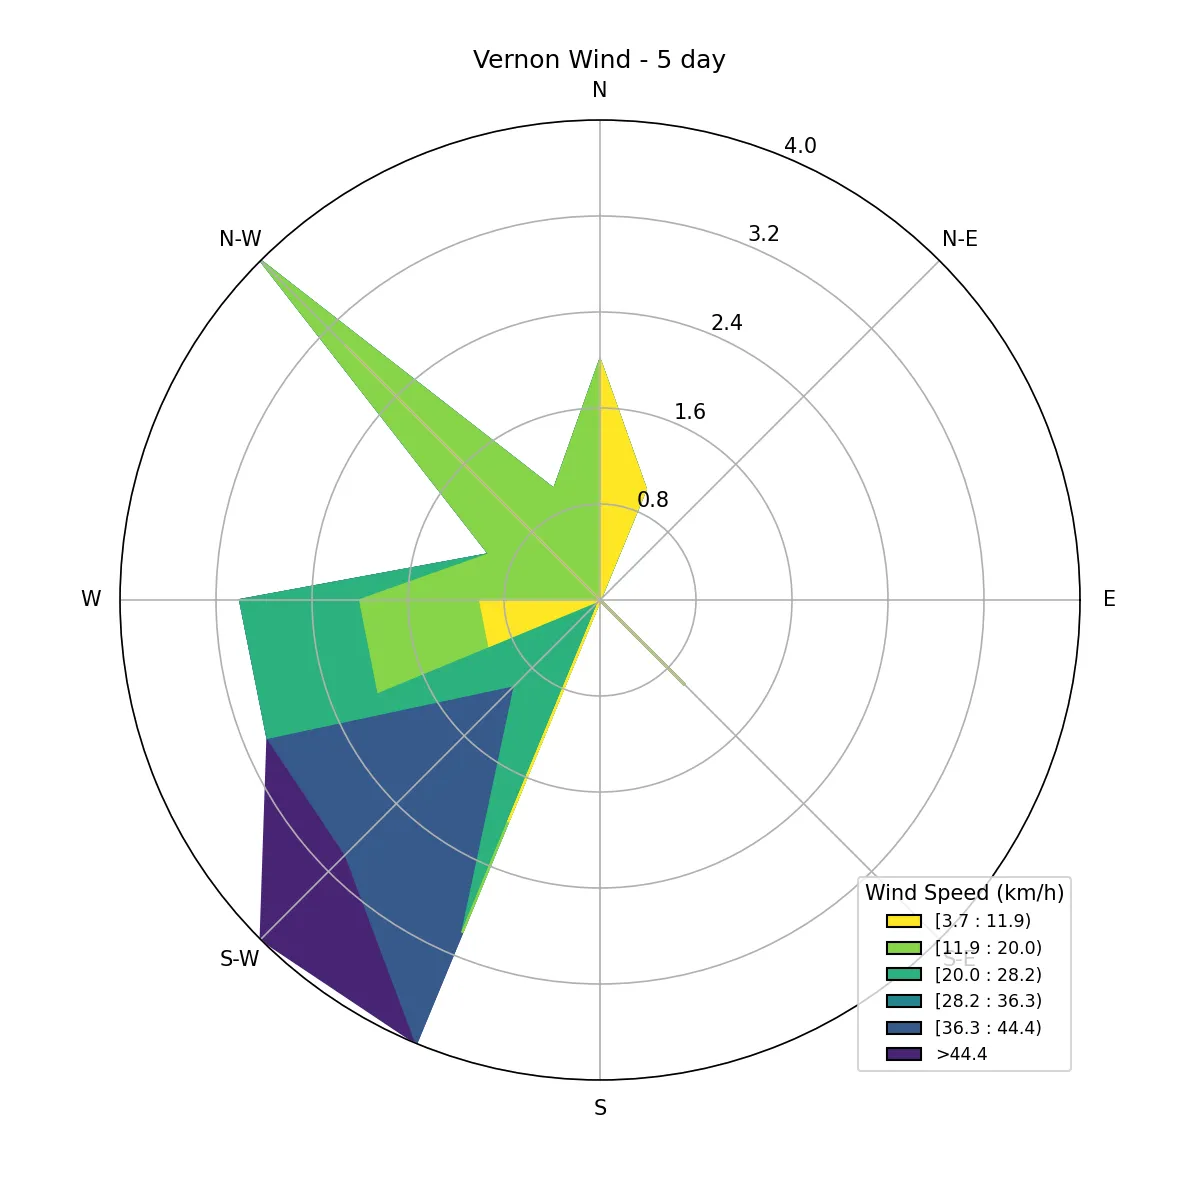 Vernon Wind - 5 day
N
4.0
N-W
N-E
3.2
2.4
1.6
0.8
W
E
S-W
S-E
S
Wind Speed (km/h)
[3.7 : 11.9)
[11.9 : 20.0)
[20.0 : 28.2)
[28.2 : 36.3)
[36.3 : 44.4)
>44.4